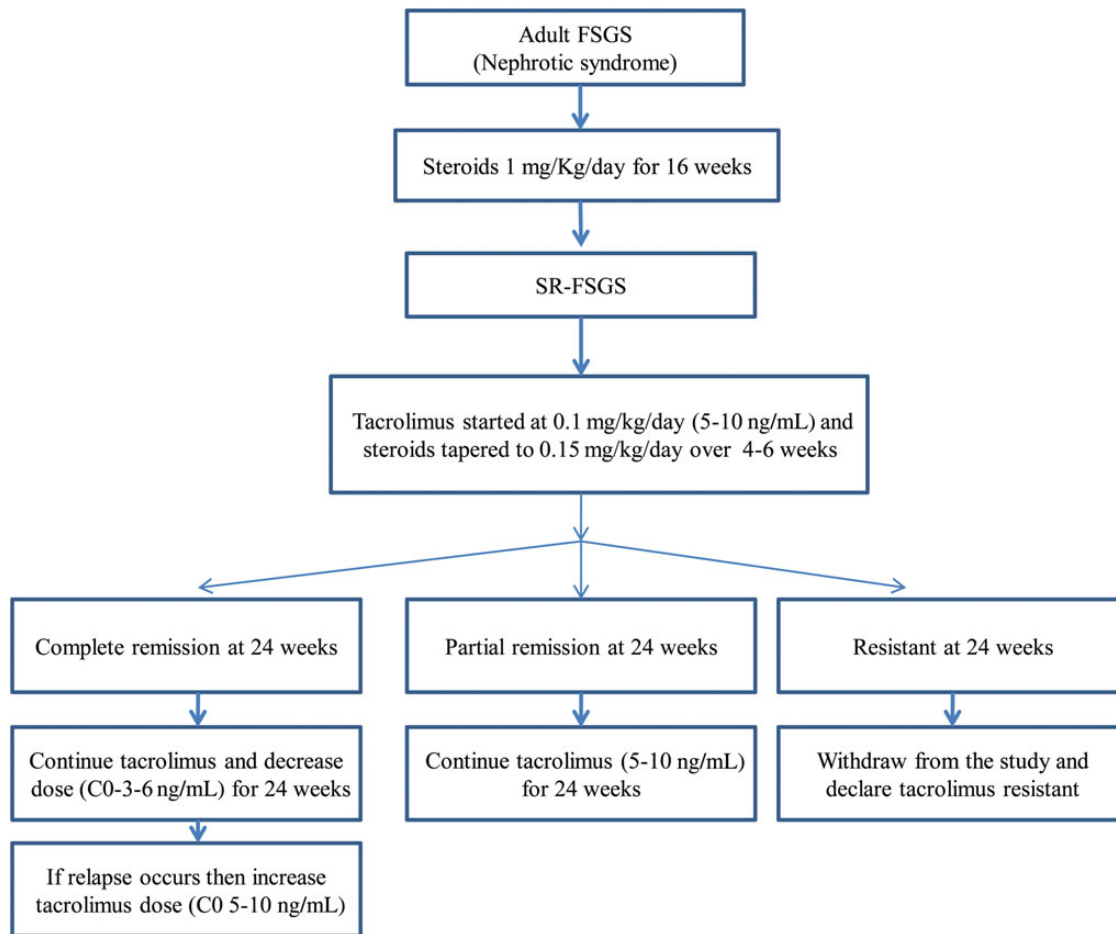 Adult FSGS
(Nephrotic syndrome)
Steroids 1 mg/Kg/day for 16 weeks
SR-FSGS
Tacrolimus started at 0.1 mg/kg/day (5-10 ng/mL) and
steroids tapered to 0.15 mg/kg/day over 4-6 weeks
Complete remission at 24 weeks
Partial remission at 24 weeks
Resistant at 24 weeks
Continue tacrolimus and decrease
dose (C0-3-6 ng/mL) for 24 weeks
Continue tacrolimus (5-10 ng/mL)
for 24 weeks
Withdraw from the study and
declare tacrolimus resistant
If relapse occurs then increase
tacrolimus dose (C0 5-10 ng/mL)